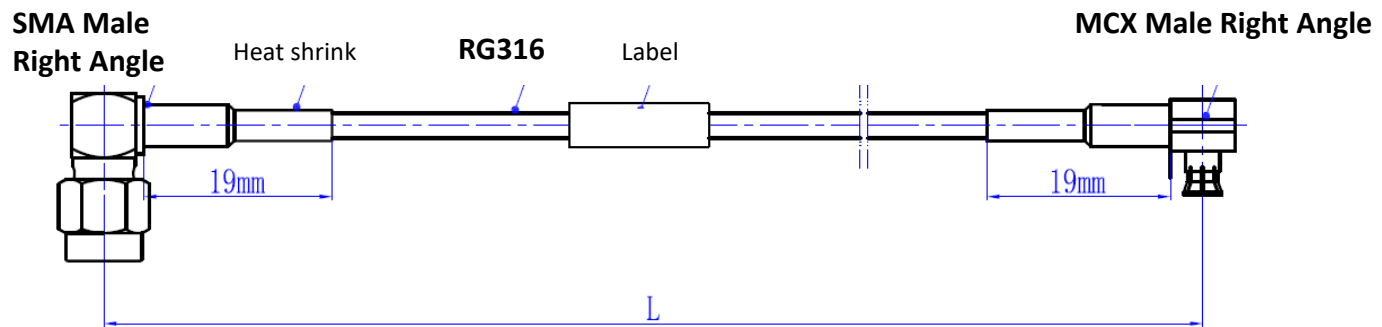 SMA Male
Right Angle
Heat shrink
RG316
Label
MCX Male Right Angle
19mm
19mm
L